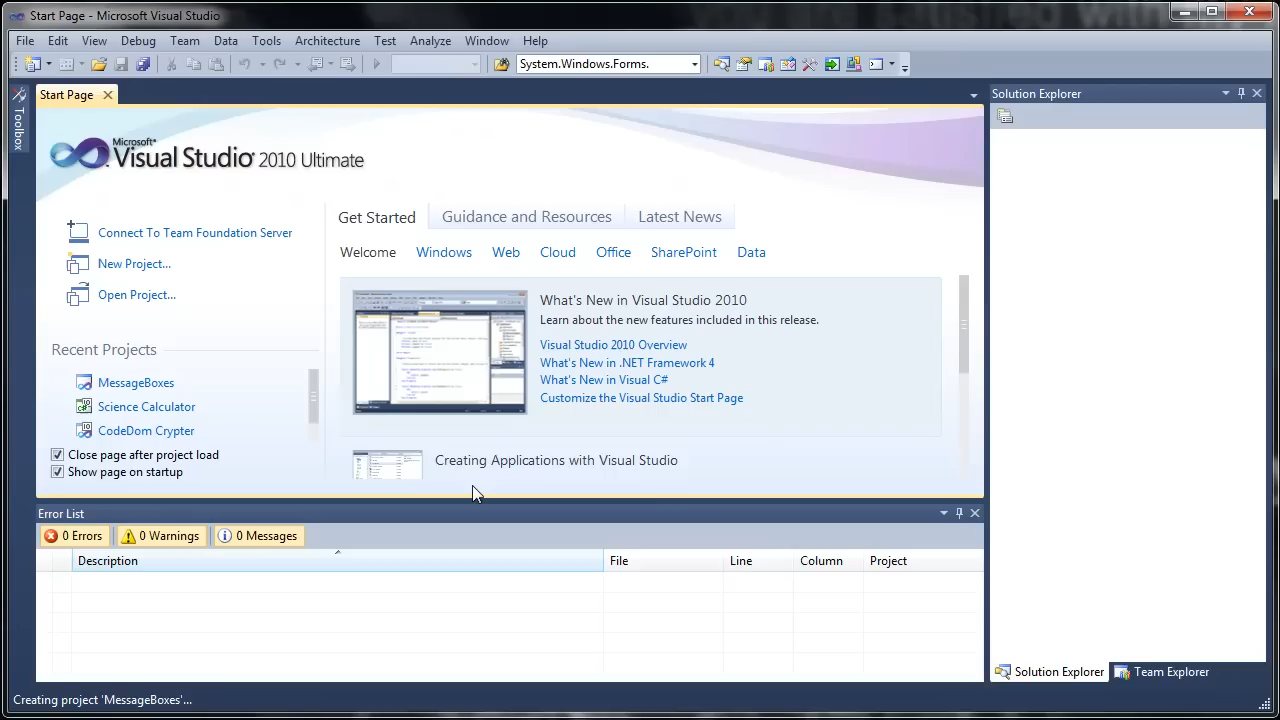 Start Page - Microsoft Visual Studio
File Edit View Debug Team Data Tools Architecture Test Analyze Window Help
System.Windows.Forms.
Toolbox
Start Page
Solution Explorer
Microsoft®
Visual Studio® 2010 Ultimate
Connect To Team Foundation Server
New Project...
Open Project...
Recent Projects
MessageBoxes
Science Calculator
CodeDom Crypter
Close page after project load
Show page on startup
Get Started Guidance and Resources Latest News
Welcome Windows Web Cloud Office SharePoint Data
What's New in Visual Studio 2010
Learn about the new features included in this release.
Visual Studio 2010 Overview
What's New in .NET Framework 4
What's New in Visual C#
Customize the Visual Studio Start Page
Creating Applications with Visual Studio
Error List
0 Errors 0 Warnings 0 Messages
Description File Line Column Project
Solution Explorer Team Explorer
Creating project 'MessageBoxes'...